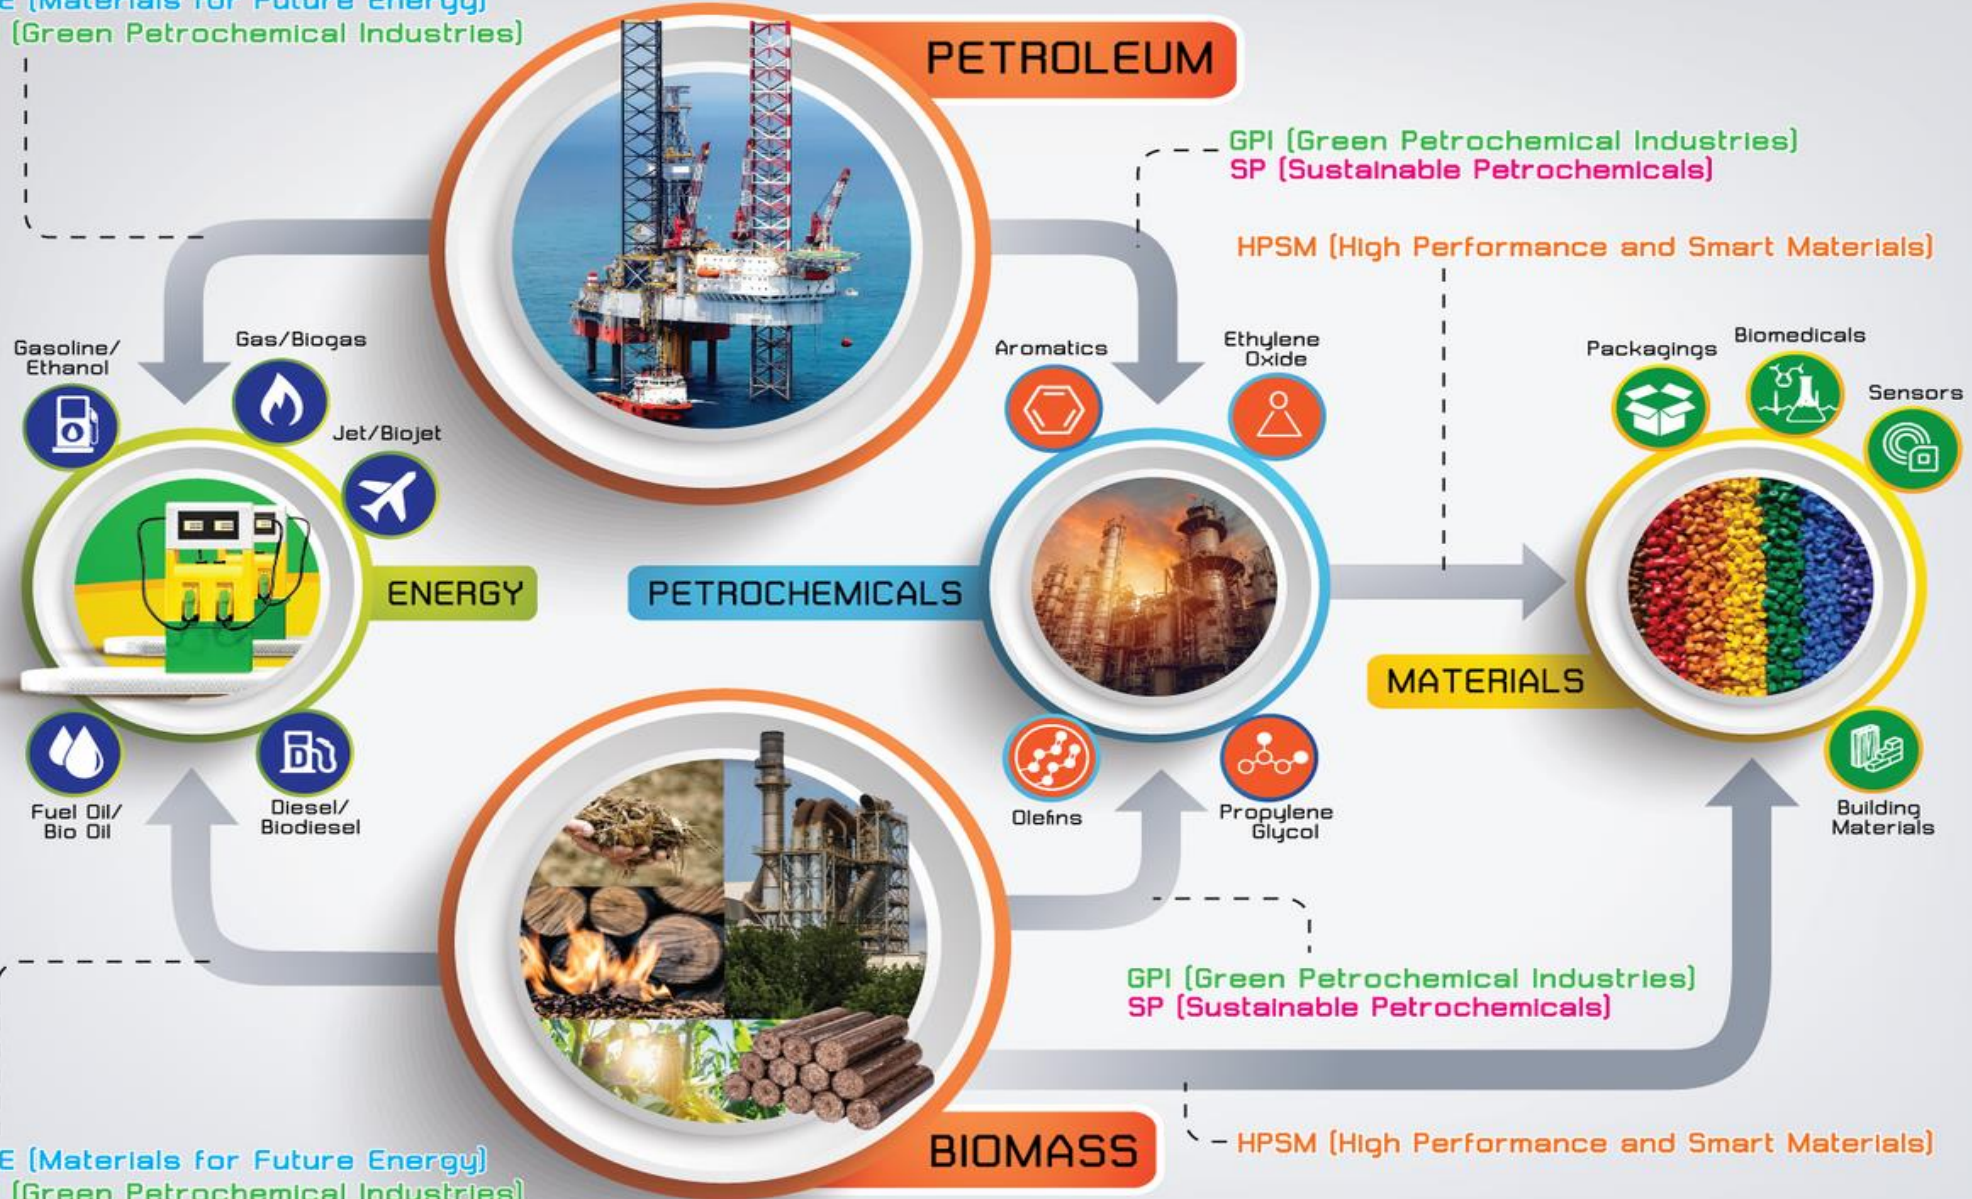 E (Materials for Future Energy)
(Green Petrochemical Industries)
PETROLEUM
GPI (Green Petrochemical Industries)
SP (Sustainable Petrochemicals)
HPSM (High Performance and Smart Materials)
Gasoline/
Ethanol
Gas/Biogas
Jet/Biojet
Aromatics
Ethylene
Oxide
Packagings
Biomedicals
Sensors
ENERGY
PETROCHEMICALS
MATERIALS
Fuel Oil/
Bio Oil
D
Diesel/
Biodiesel
Olefins
Propylene
Glycol
Building
Materials
GPI (Green Petrochemical Industries)
SP (Sustainable Petrochemicals)
BIOMASS
HPSM (High Performance and Smart Materials)
E (Materials for Future Energy)
(Green Petrochemical Industries)